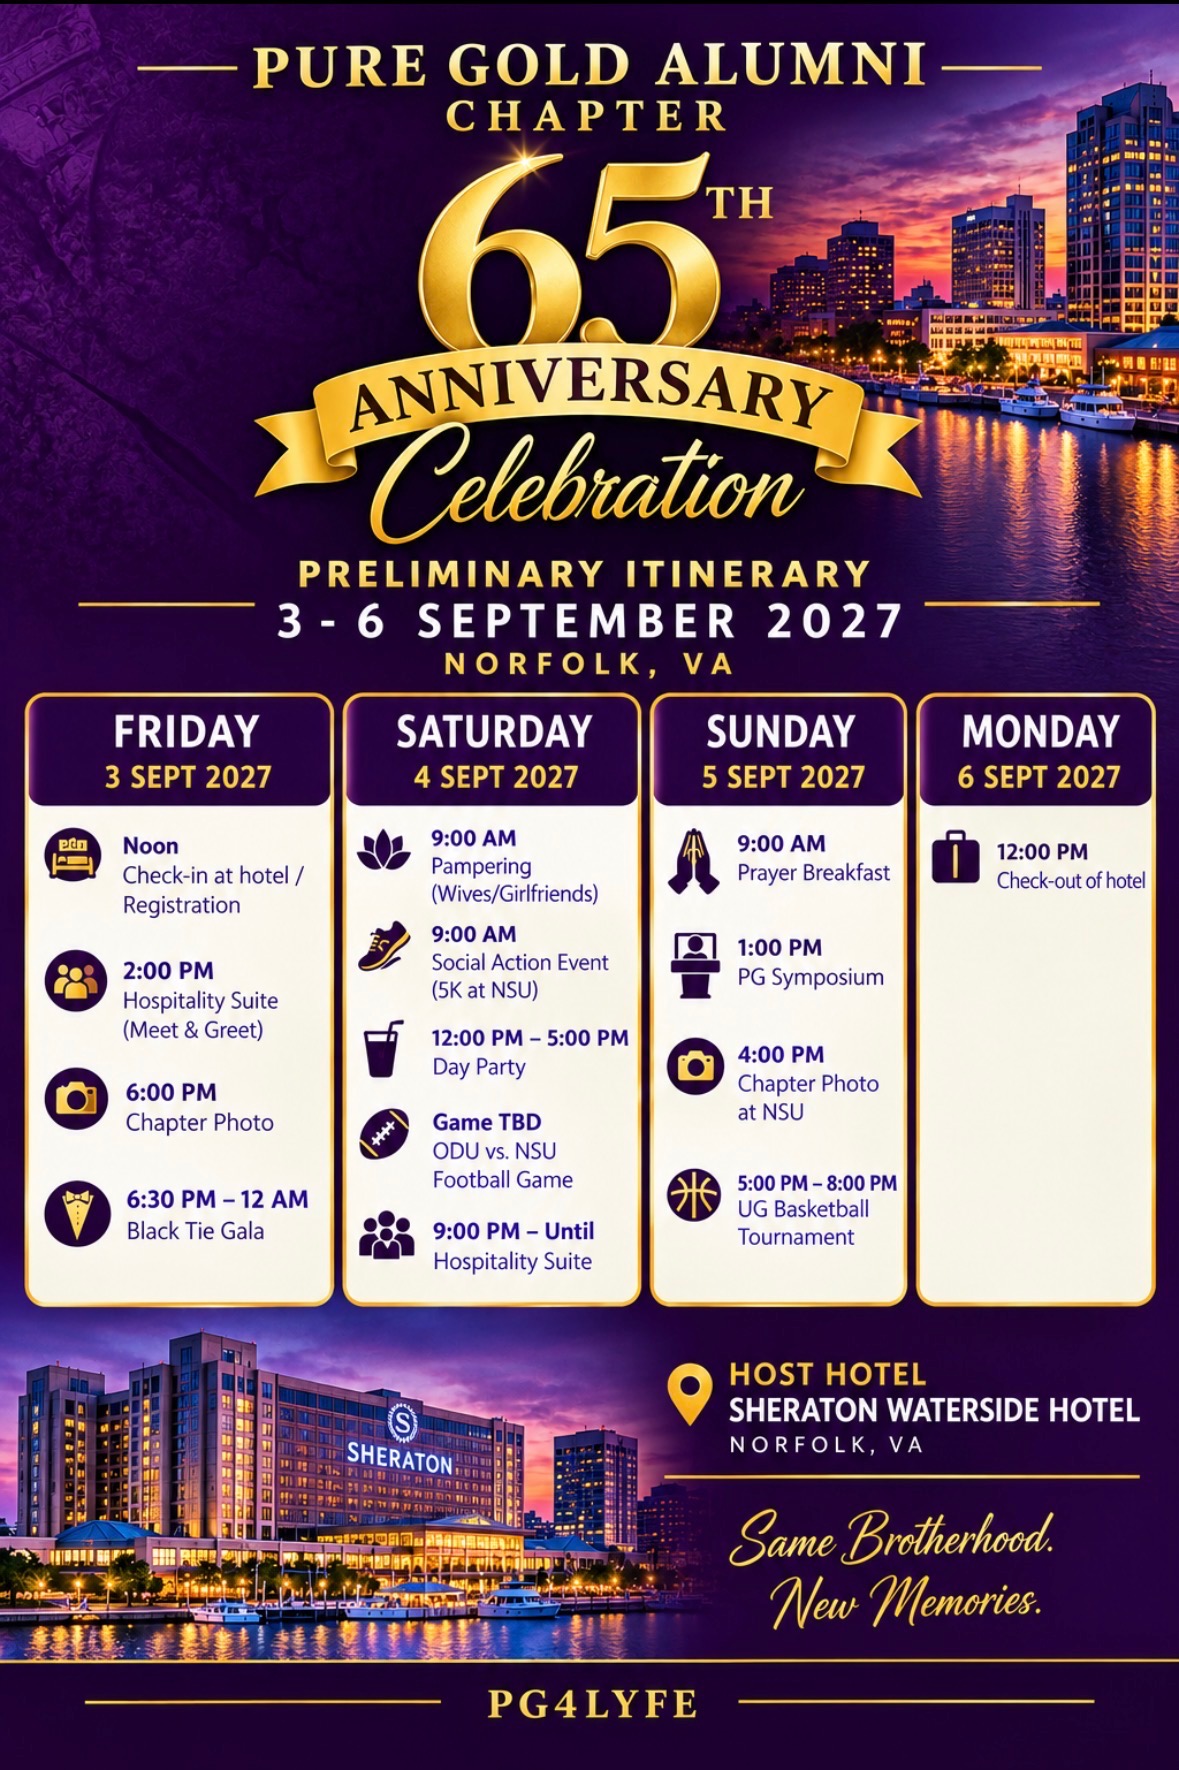 PURE GOLD ALUMNI
CHAPTER
65TH
ANNIVERSARY
Celebration
PRELIMINARY ITINERARY
3 - 6 SEPTEMBER 2027
NORFOLK, VA
FRIDAY
3 SEPT 2027
Noon
Check-in at hotel /
Registration
2:00 PM
Hospitality Suite
(Meet & Greet)
6:00 PM
Chapter Photo
6:30 PM – 12 AM
Black Tie Gala
SATURDAY
4 SEPT 2027
9:00 AM
Pampering
(Wives/Girlfriends)
9:00 AM
Social Action Event
(5K at NSU)
12:00 PM – 5:00 PM
Day Party
Game TBD
ODU vs. NSU
Football Game
9:00 PM – Until
Hospitality Suite
SUNDAY
5 SEPT 2027
9:00 AM
Prayer Breakfast
1:00 PM
PG Symposium
4:00 PM
Chapter Photo
at NSU
5:00 PM – 8:00 PM
UG Basketball
Tournament
MONDAY
6 SEPT 2027
12:00 PM
Check-out of hotel
S
SHERATON
HOST HOTEL
SHERATON WATERSIDE HOTEL
NORFOLK, VA
Same Brotherhood.
New Memories.
PG4LYFE